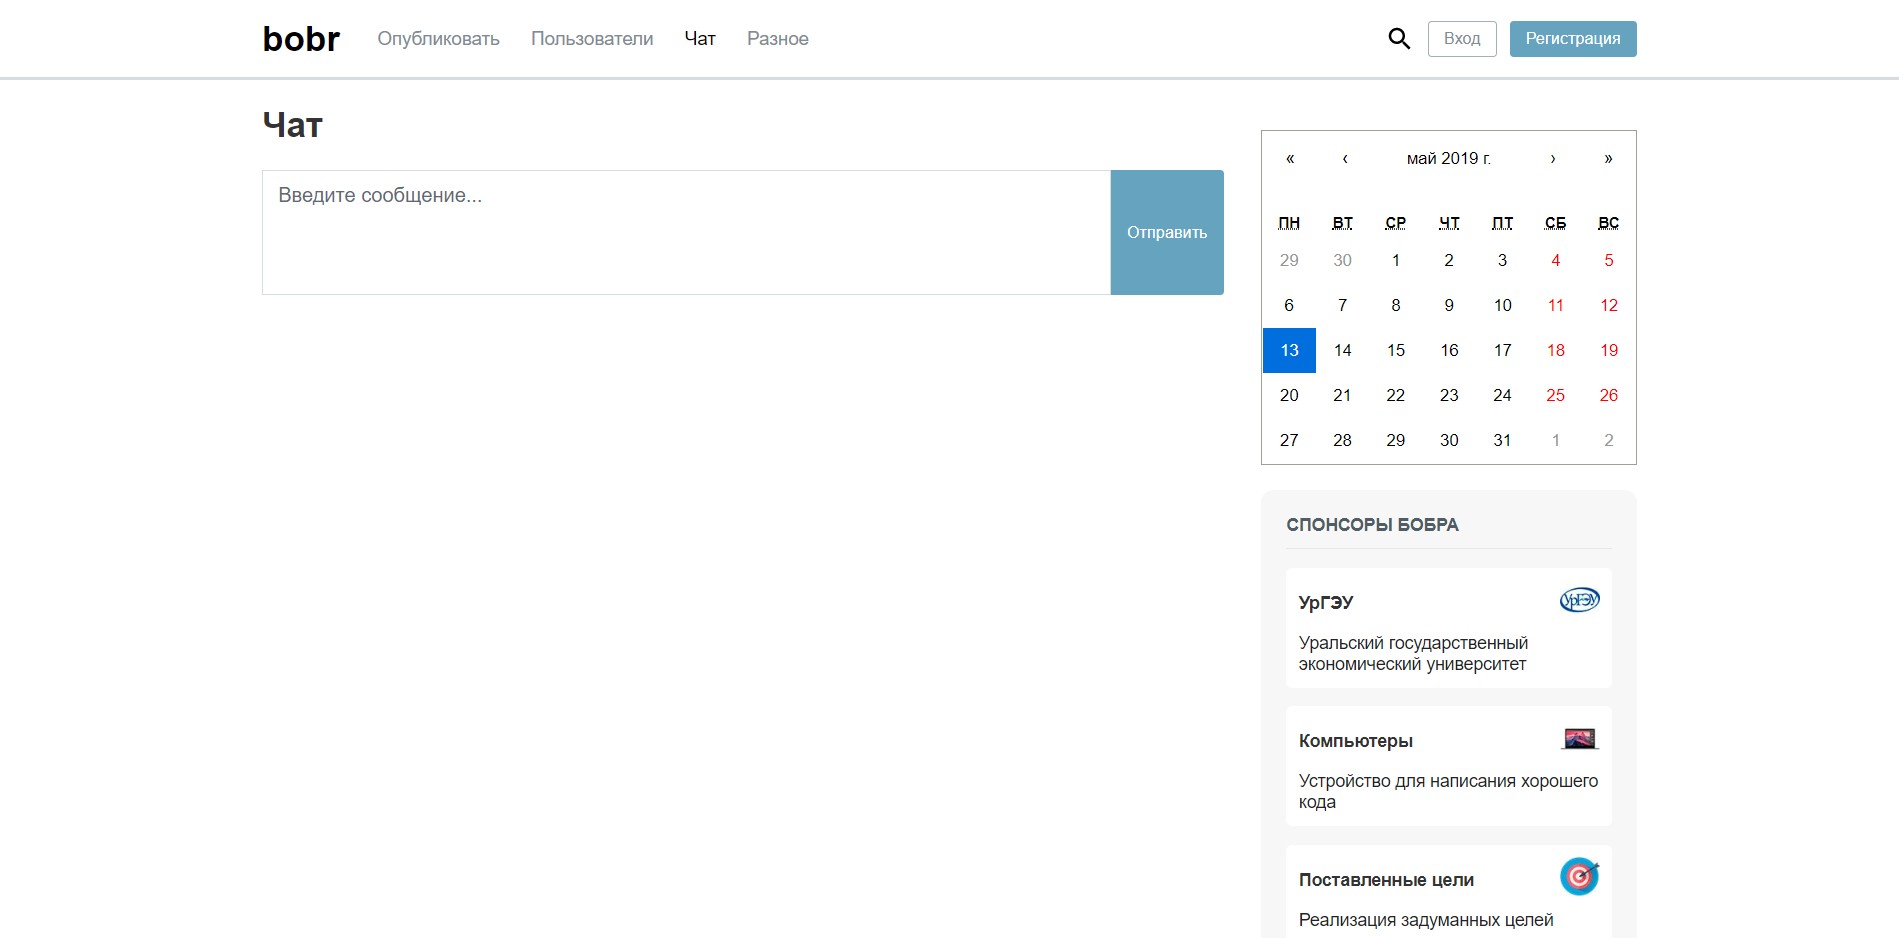 bobr Опубликовать Пользователи Чат Разное Вход Регистрация
Чат
Введите сообщение...
Отправить
« ‹ май 2019 г. › »
ПН ВТ СР ЧТ ПТ СБ ВС
29 30 1 2 3 4 5
6 7 8 9 10 11 12
13 14 15 16 17 18 19
20 21 22 23 24 25 26
27 28 29 30 31 1 2
СПОНСОРЫ БОБРА
УрГЭУ
УрГЭУ
Уральский государственный
экономический университет
Компьютеры
Устройство для написания хорошего
кода
Поставленные цели
Реализация задуманных целей